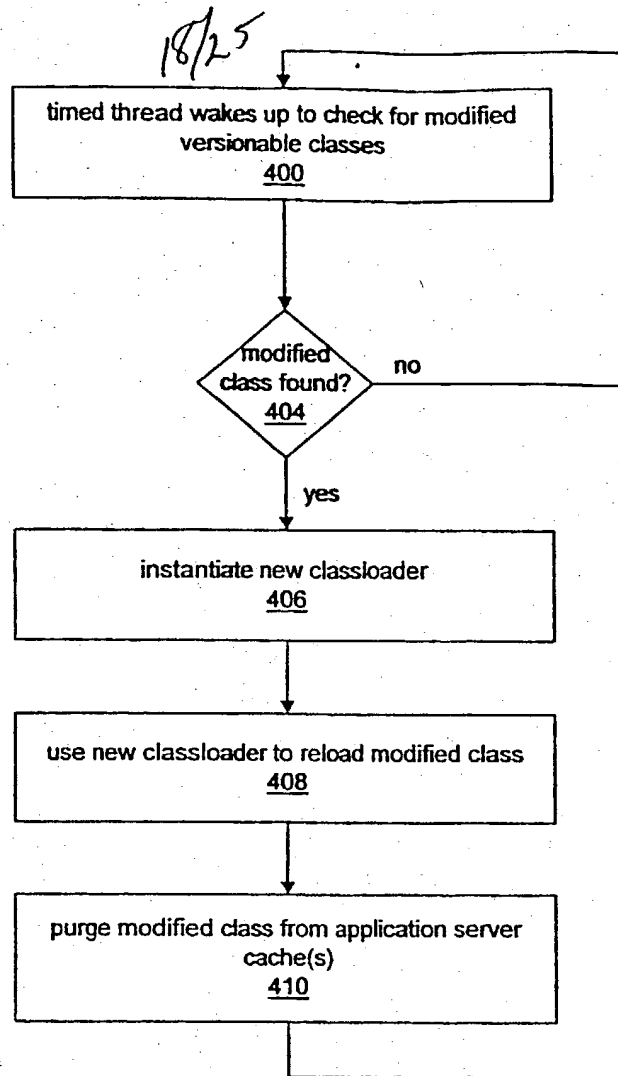 18/25
timed thread wakes up to check for modified
versionable classes
400
modified
class found?
404
no
yes
instantiate new classloader
406
use new classloader to reload modified class
408
purge modified class from application server
cache(s)
410